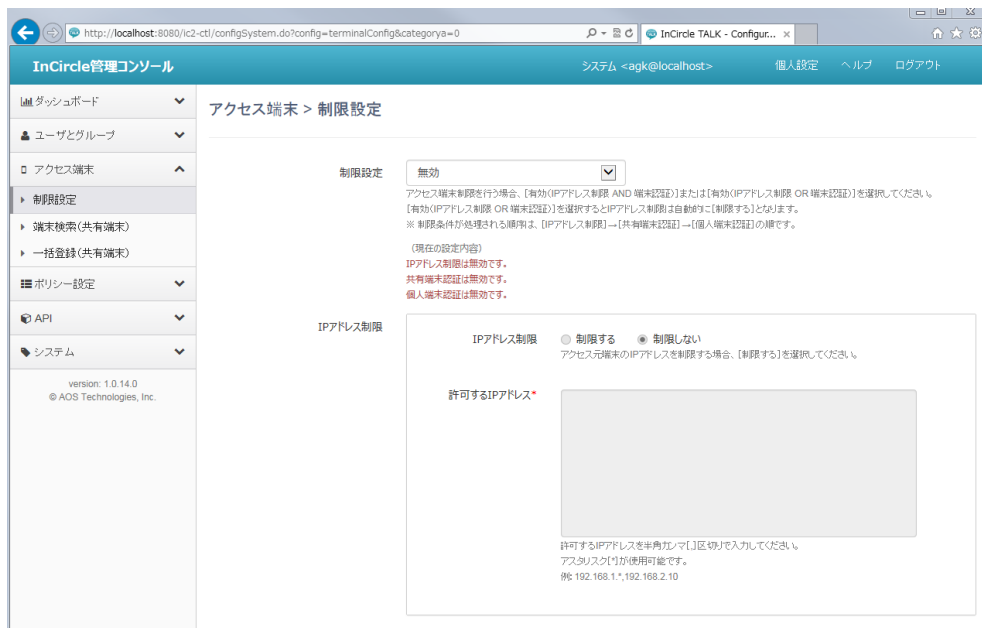 http://localhost:8080/ic2-ctl/configSystem.do?config=terminalConfig&categorya=0
InCircle TALK - Configur...
InCircle管理コンソール
システム <agk@localhost>
個人設定
ヘルプ
ログアウト
ダッシュボード
ユーザとグループ
アクセス端末
制限設定
端末検索(共有端末)
一括登録(共有端末)
ポリシー設定
API
システム
version: 1.0.14.0
© AOS Technologies, Inc.
アクセス端末 > 制限設定
制限設定
無効
アクセス端末制限を行う場合、[有効(IPアドレス制限 AND 端末認証)]または[有効(IPアドレス制限 OR 端末認証)]を選択してください。
[有効(IPアドレス制限 OR 端末認証)]を選択するとIPアドレス制限は自動的に[制限する]となります。
※ 制限条件が処理される順序は、[IPアドレス制限]→[共有端末認証]→[個人端末認証]の順です。
(現在の設定内容)
IPアドレス制限は無効です。
共有端末認証は無効です。
個人端末認証は無効です。
IPアドレス制限
IPアドレス制限
制限する
制限しない
アクセス元端末のIPアドレスを制限する場合、[制限する]を選択してください。
許可するIPアドレス*
許可するIPアドレスを半角カンマ[,]区切りで入力してください。
アスタリスク[*]が使用可能です。
例: 192.168.1.*,192.168.2.10